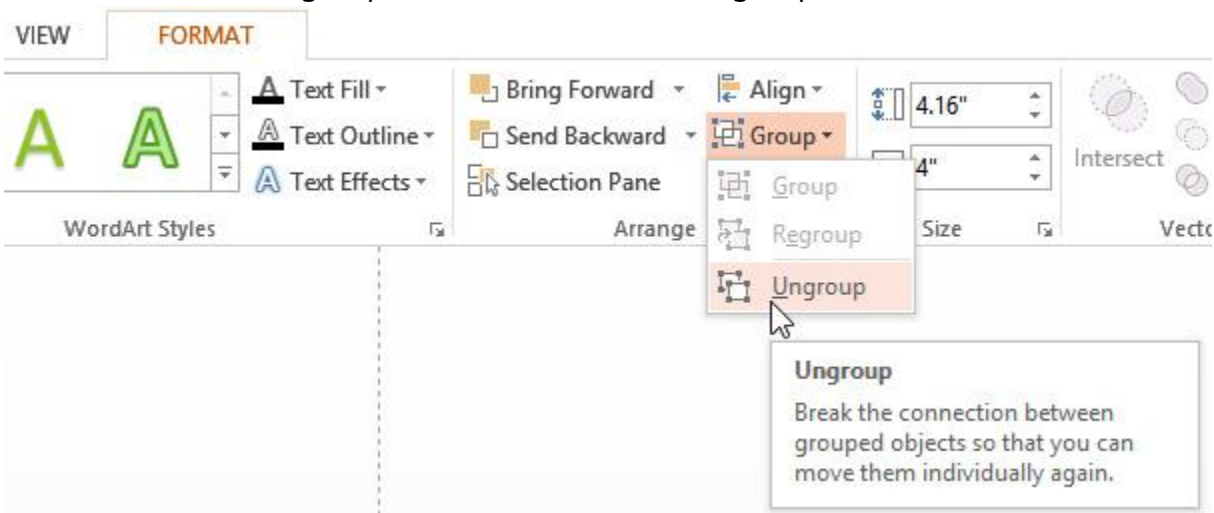 VIEW FORMAT
Text Fill
Text Outline
Text Effects
WordArt Styles
Bring Forward
Send Backward
Selection Pane
Align
Group
Arrange
Group
Regroup
Ungroup
4.16"
4"
Size
Intersect
Ungroup
Break the connection between
grouped objects so that you can
move them individually again.